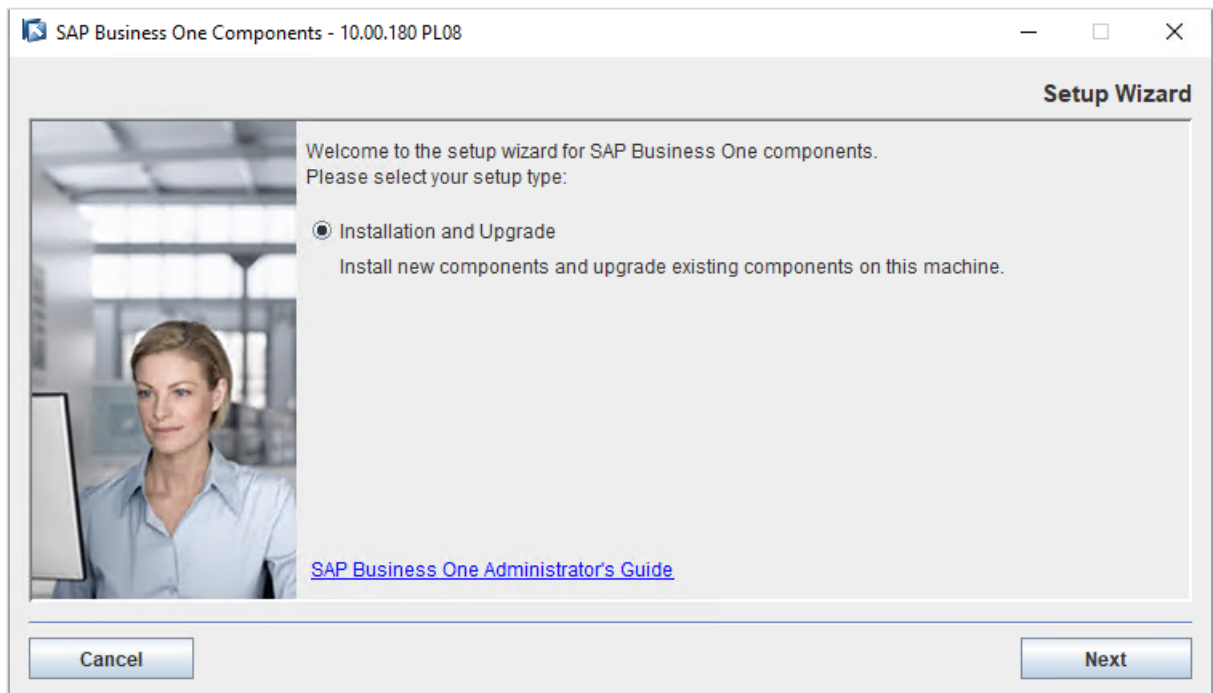 SAP Business One Components - 10.00.180 PL08
Setup Wizard
Welcome to the setup wizard for SAP Business One components.
Please select your setup type:
Installation and Upgrade
Install new components and upgrade existing components on this machine.
SAP Business One Administrator's Guide
Cancel
Next